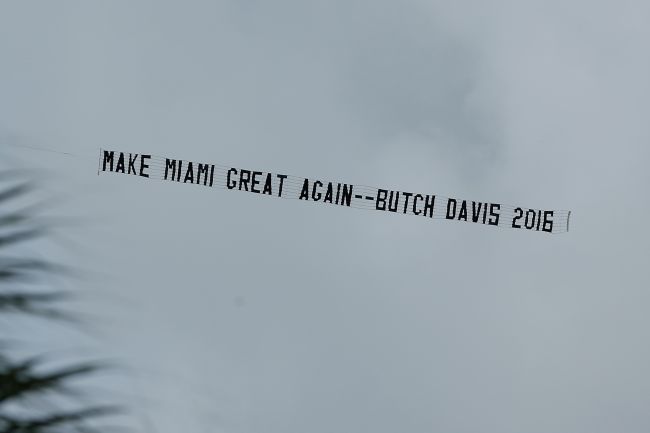 MAKE MIAMI GREAT AGAIN--BUTCH DAVIS 2016